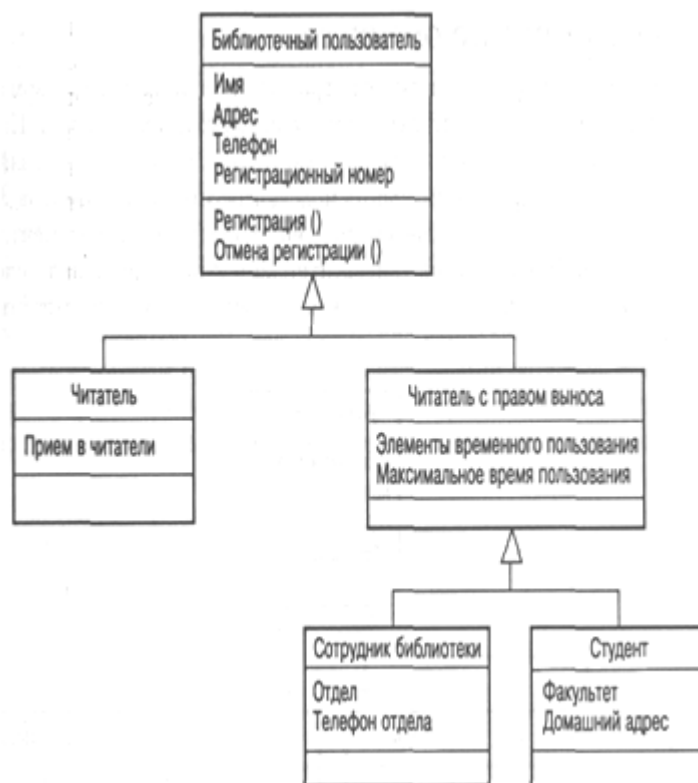 Библиотечный пользователь
Имя
Адрес
Телефон
Регистрационный номер
Регистрация ()
Отмена регистрации ()
Читатель
Прием в читатели
Читатель с правом выноса
Элементы временного пользования
Максимальное время пользования
Сотрудник библиотеки
Отдел
Телефон отдела
Студент
Факультет
Домашний адрес